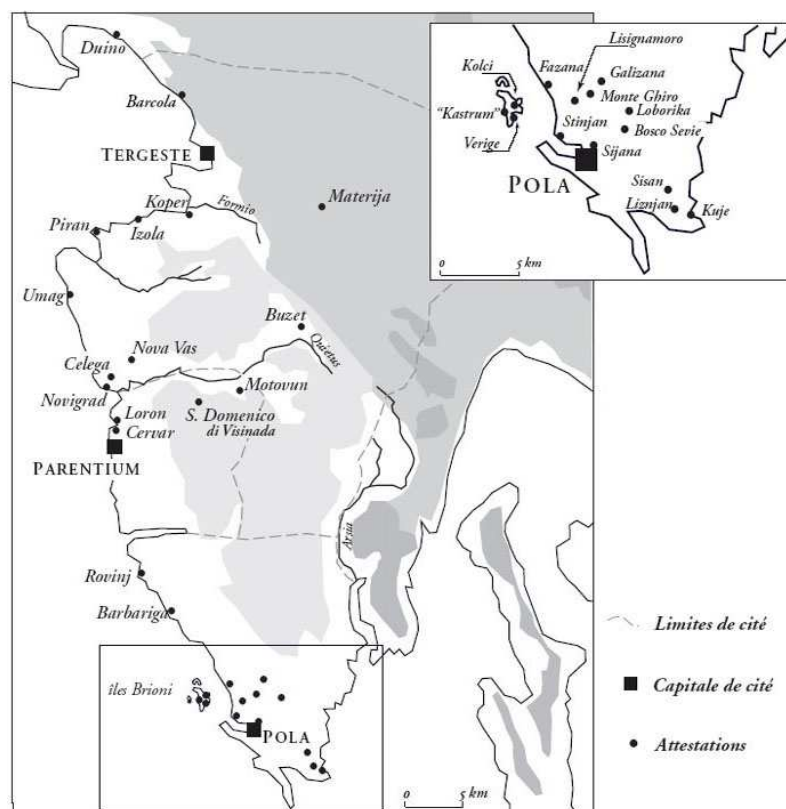 Duino
Barcola
TERGESTE
Koper
Formio
Materija
Piran
Izola
Umag
Buzet
Quietus
Nova Vas
Celega
Motovun
Novigrad
S. Domenico
di Visinada
Loron
Cervar
PARENTIUM
Arsia
Rovinj
Barbariga
îles Brioni
POLA
0 5 km
Lisignamoro
Kolci
Fazana
Galizana
Monte Ghiro
"Kastrum"
Loborika
Stinjan
Bosco Sevie
Verige
Sijana
POLA
Sisan
Liznjan
Kuje
0 5 km
Limites de cité
Capitale de cité
Attestations